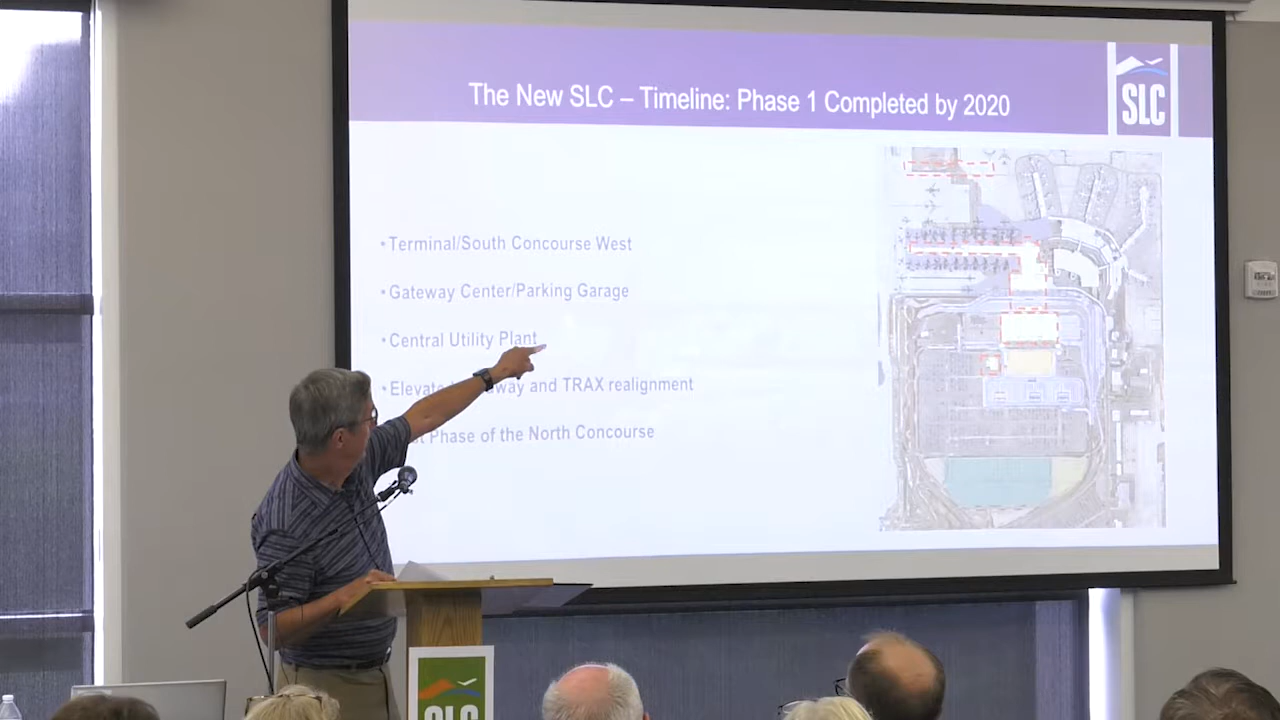 The New SLC – Timeline: Phase 1 Completed by 2020
SLC
•Terminal/South Concourse West
•Gateway Center/Parking Garage
•Central Utility Plant
•Elevate and TRAX realignment
Phase of the North Concourse
SLC